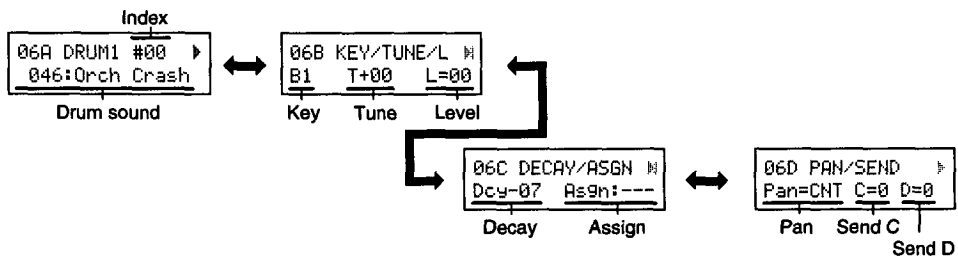 Index
06A DRUM1 #00
046:Orch Crash
Drum sound
06B KEY/TUNE/L
B1 T+00 L=00
Key Tune Level
06C DECAY/ASGN
Dcy-07 Asgn:---
Decay Assign
06D PAN/SEND
Pan=CNT C=0 D=0
Pan Send C
Send D